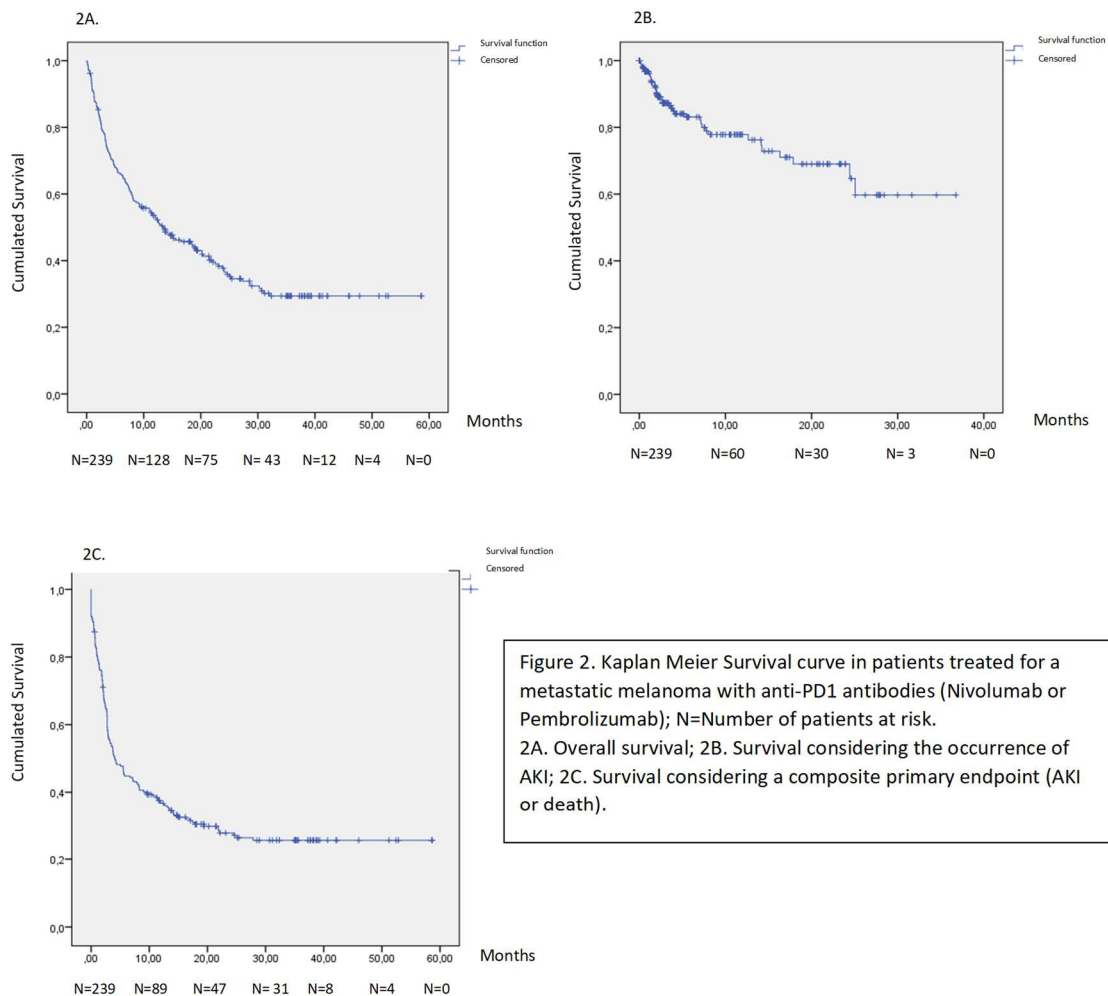 2A.
Survival function
Censored
Cumulated Survival
1,0
0,8
0,6
0,4
0,2
0,0
,00 10,00 20,00 30,00 40,00 50,00 60,00
Months
N=239 N=128 N=75 N= 43 N=12 N=4 N=0
2B.
Survival function
Censored
Cumulated Survival
1,0
0,8
0,6
0,4
0,2
0,0
,00 10,00 20,00 30,00 40,00
Months
N=239 N=60 N=30 N= 3 N=0
2C.
Survival function
Censored
Cumulated Survival
1,0
0,8
0,6
0,4
0,2
0,0
,00 10,00 20,00 30,00 40,00 50,00 60,00
Months
N=239 N=89 N=47 N= 31 N=8 N=4 N=0
Figure 2. Kaplan Meier Survival curve in patients treated for a
metastatic melanoma with anti-PD1 antibodies (Nivolumab or
Pembrolizumab); N=Number of patients at risk.
2A. Overall survival; 2B. Survival considering the occurrence of
AKI; 2C. Survival considering a composite primary endpoint (AKI
or death).